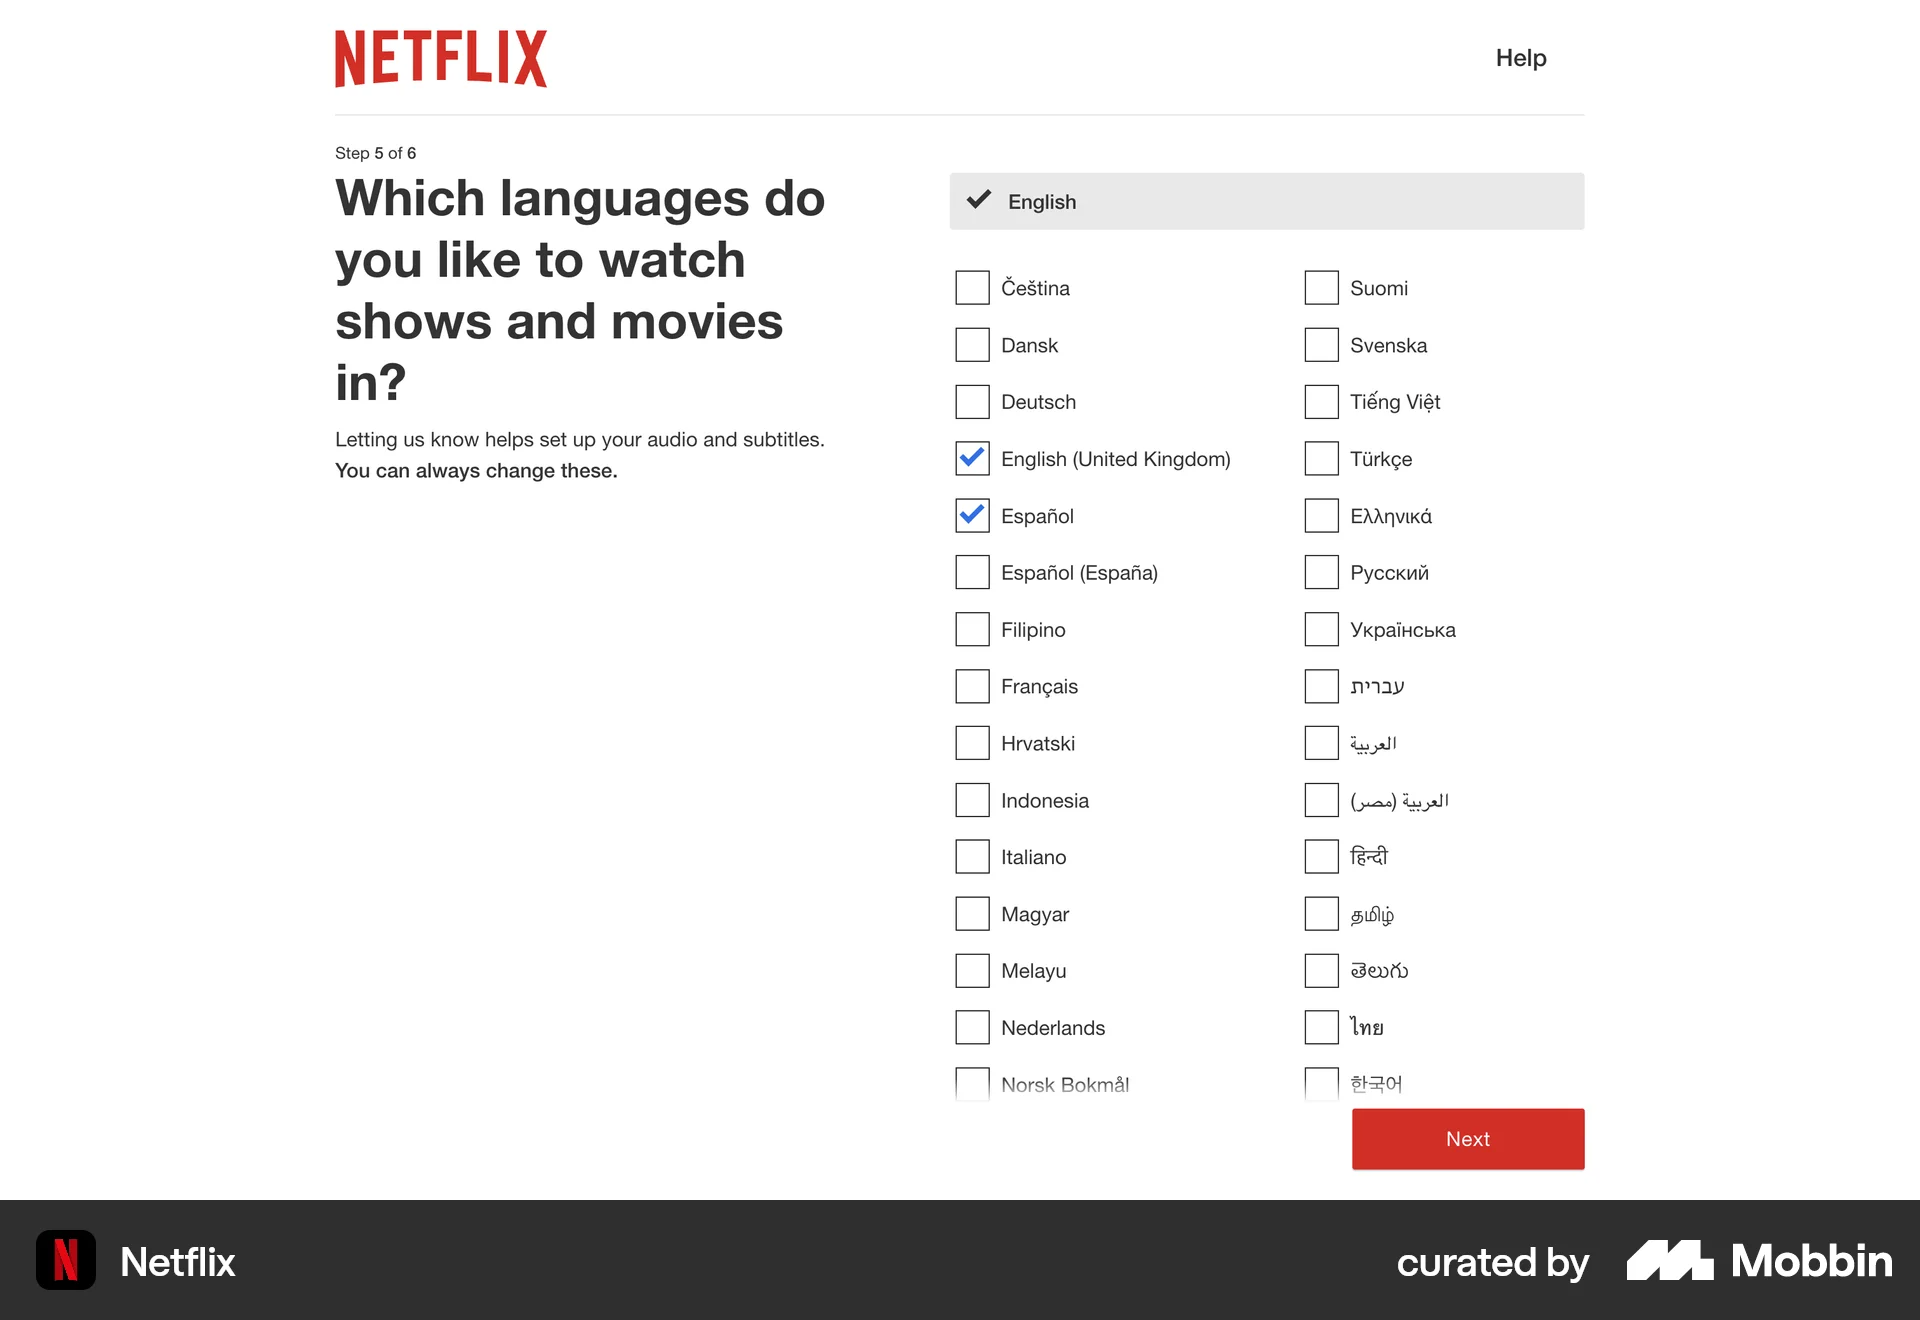 NETFLIX
Help
Step 5 of 6
Which languages do
you like to watch
shows and movies
in?
Letting us know helps set up your audio and subtitles.
You can always change these.
English
Čeština
Dansk
Deutsch
English (United Kingdom)
Español
Español (España)
Filipino
Français
Hrvatski
Indonesia
Italiano
Magyar
Melayu
Nederlands
Norsk Bokmål
Suomi
Svenska
Tiếng Việt
Türkçe
Ελληνικά
Русский
Українська
עברית
العربية
العربية (مصر)
हिन्दी
தமிழ்
తెలుగు
ไทย
한국어
Next
Netflix
curated by Mobbin